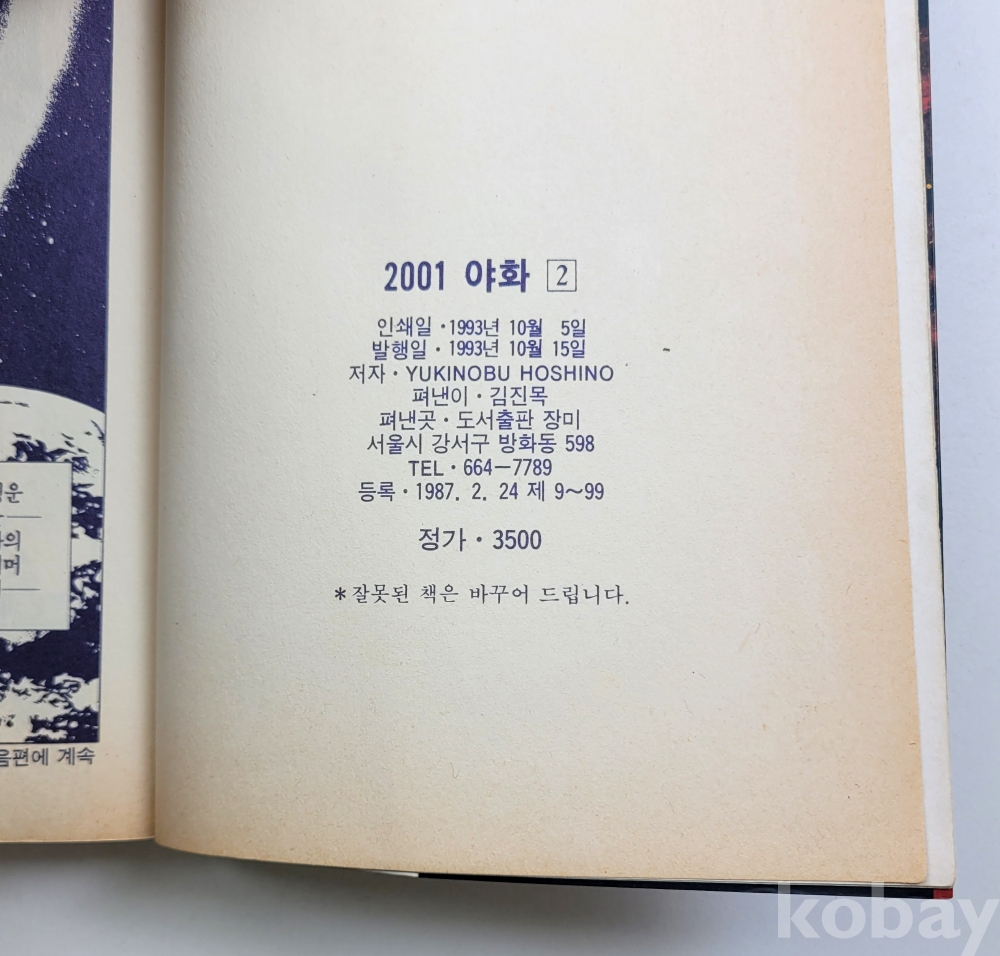 2001 야화 2
인쇄일·1993년 10월 5일
발행일·1993년 10월 15일
저자·YUKINOBU HOSHINO
펴낸이·김진목
펴낸곳·도서출판 장미
서울시 강서구 방화동 598
TEL·664-7789
등록·1987. 2. 24 제 9~99
정가·3500
*잘못된 책은 바꾸어 드립니다.
음편에 계속
kobay